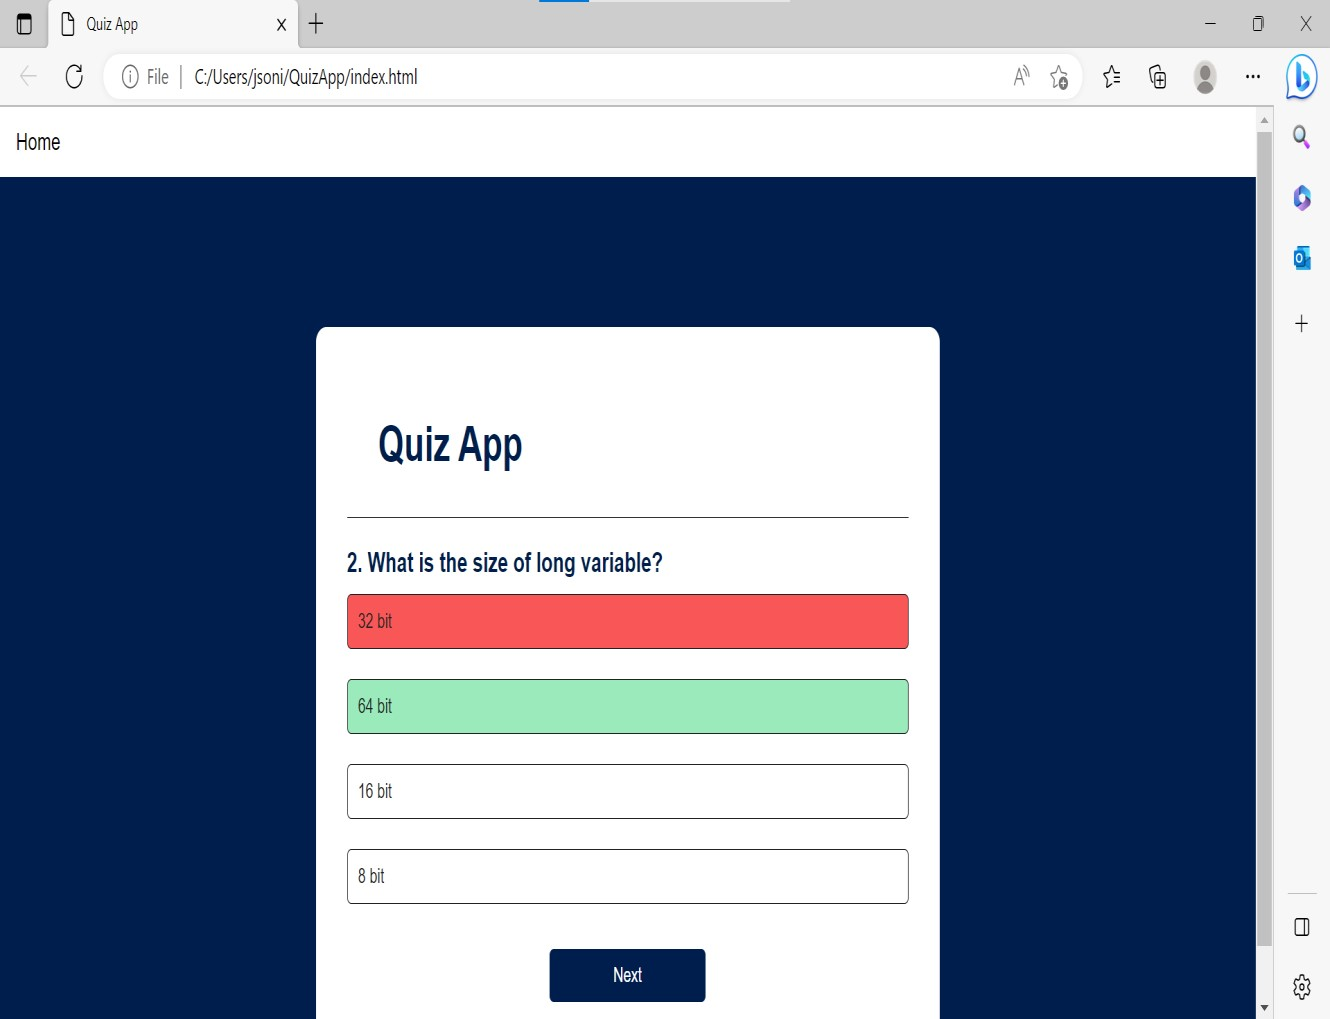 Quiz App
File C:/Users/jsoni/QuizApp/index.html
Home
Quiz App
2. What is the size of long variable?
32 bit
64 bit
16 bit
8 bit
Next